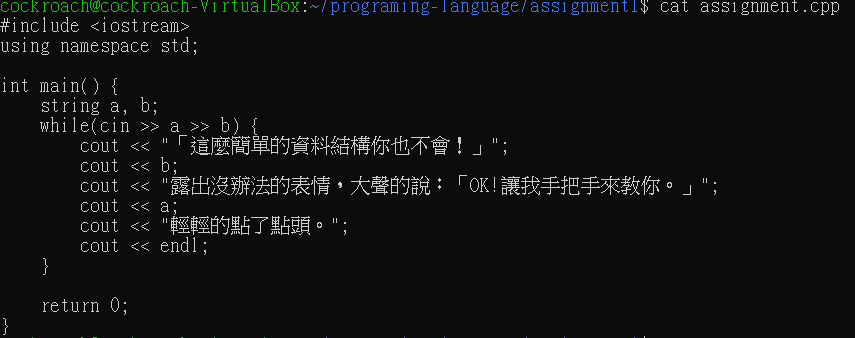 cockroach@cockroach-VirtualBox:~/programing-language/assignment1$ cat assignment.cpp
#include <iostream>
using namespace std;
int main() {
    string a, b;
    while(cin >> a >> b) {
        cout << "「這麼簡單的資料結構你也不會！」";
        cout << b;
        cout << "露出沒辦法的表情，大聲的說：「OK!讓我手把手來教你。」";
        cout << a;
        cout << "輕輕的點了點頭。";
        cout << endl;
    }
    return 0;
}